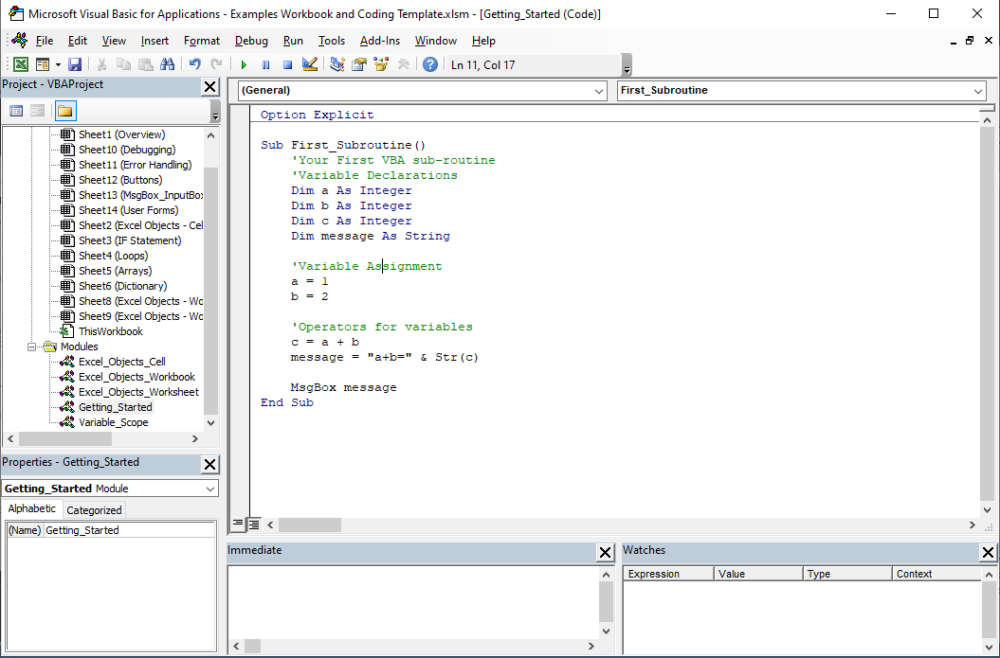 Microsoft Visual Basic for Applications - Examples Workbook and Coding Template.xlsm - [Getting_Started (Code)]
File Edit View Insert Format Debug Run Tools Add-Ins Window Help
Ln 11, Col 17
Project - VBAProject
Sheet1 (Overview)
Sheet10 (Debugging)
Sheet11 (Error Handling)
Sheet12 (Buttons)
Sheet13 (MsgBox_InputBox
Sheet14 (User Forms)
Sheet2 (Excel Objects - Cel
Sheet3 (IF Statement)
Sheet4 (Loops)
Sheet5 (Arrays)
Sheet6 (Dictionary)
Sheet8 (Excel Objects - Wo
Sheet9 (Excel Objects - Wo
ThisWorkbook
Modules
Excel_Objects_Cell
Excel_Objects_Workbook
Excel_Objects_Worksheet
Getting_Started
Variable_Scope
Properties - Getting_Started
Getting_Started Module
Alphabetic Categorized
(Name) Getting_Started
(General) First_Subroutine
Option Explicit
Sub First_Subroutine()
'Your First VBA sub-routine
'Variable Declarations
Dim a As Integer
Dim b As Integer
Dim c As Integer
Dim message As String
'Variable Assignment
a = 1
b = 2
'Operators for variables
c = a + b
message = "a+b=" & Str(c)
MsgBox message
End Sub
Immediate
Watches
Expression Value Type Context